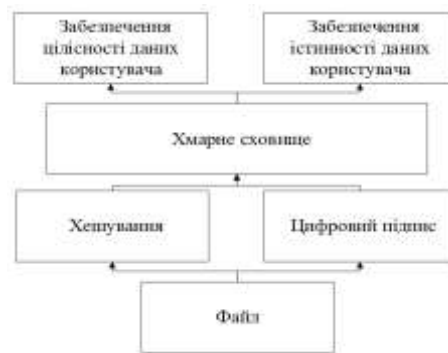 Забезпечення
цілісності даних
користувача
Забезпечення
істинності даних
користувача
Хмарне сховище
Хешування
Цифровий підпис
Файл